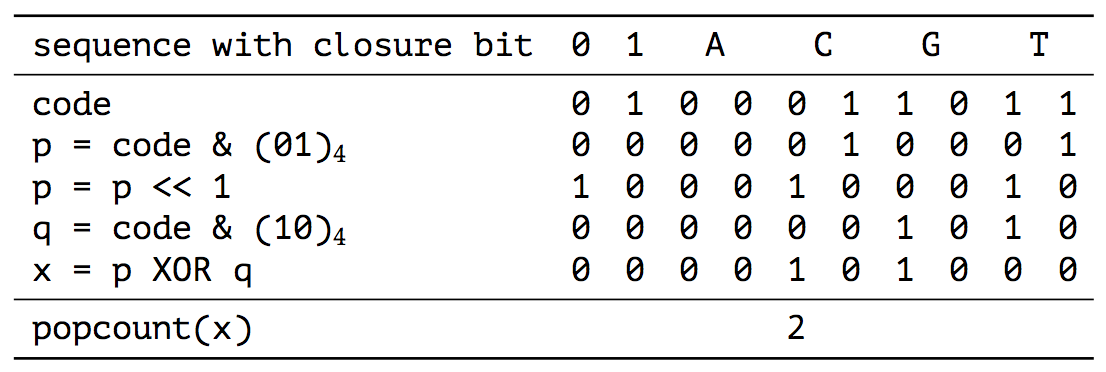 sequence with closure bit 0 1 A C G T
code 0 1 0 0 0 1 1 0 1 1
p = code & (01)₄ 0 0 0 0 0 1 0 0 0 1
p = p << 1 1 0 0 0 1 0 0 0 1 0
q = code & (10)₄ 0 0 0 0 0 0 1 0 1 0
x = p XOR q 0 0 0 0 1 0 1 0 0 0
popcount(x) 2